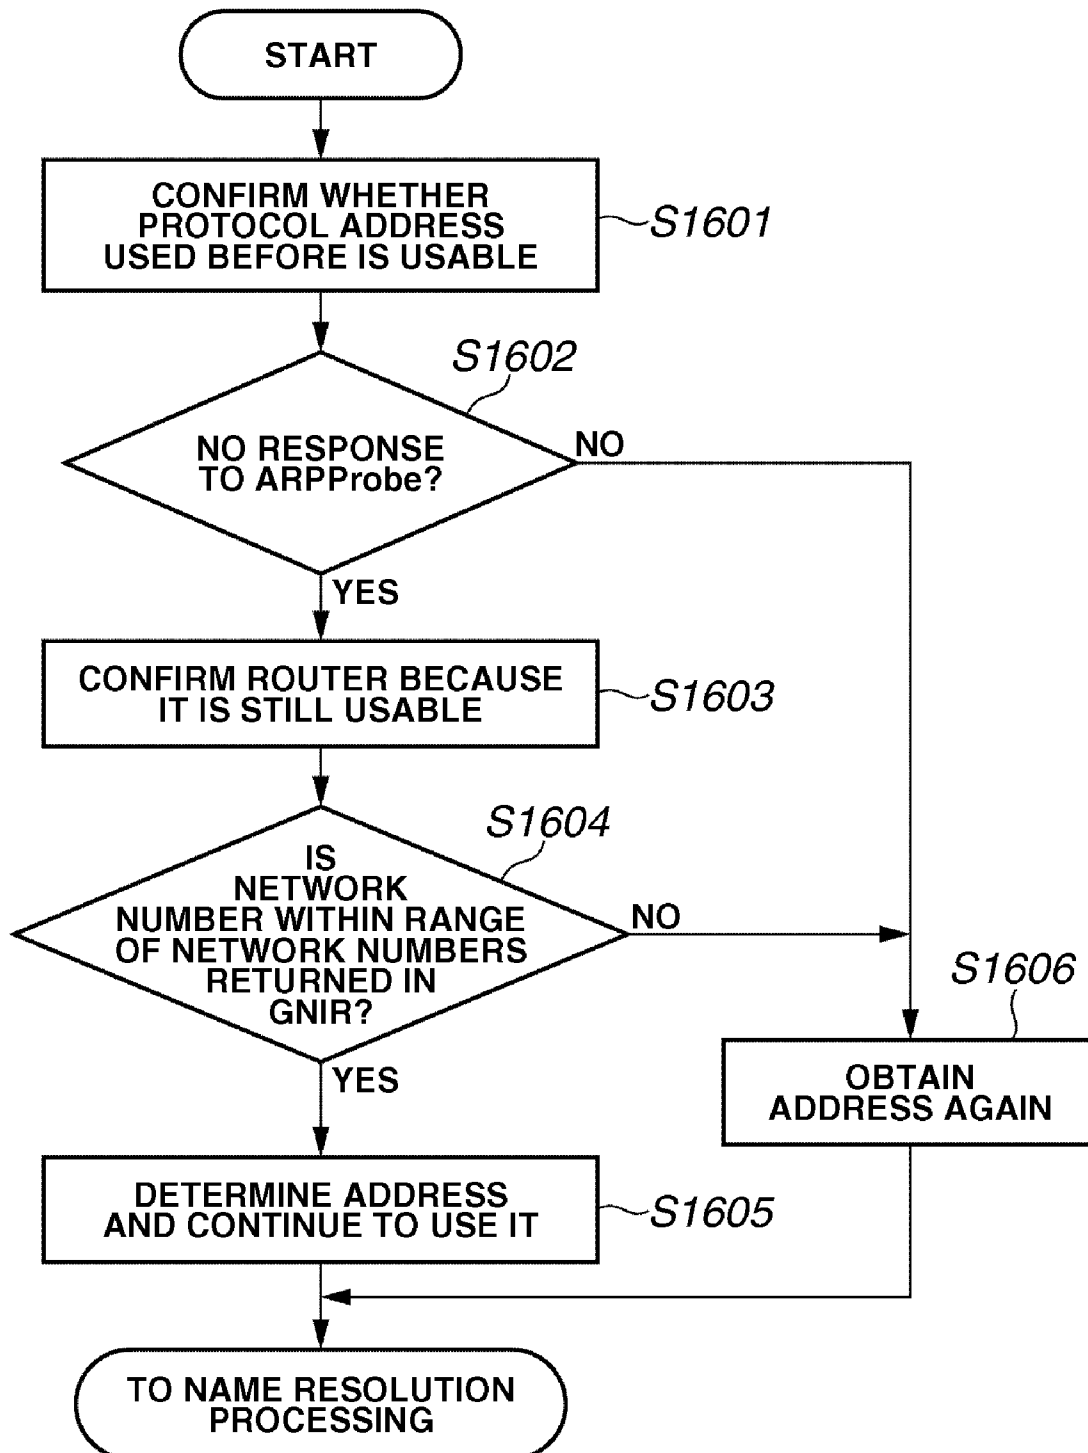 START
CONFIRM WHETHER
PROTOCOL ADDRESS
USED BEFORE IS USABLE
S1601
S1602
NO RESPONSE
TO ARPProbe?
NO
YES
CONFIRM ROUTER BECAUSE
IT IS STILL USABLE
S1603
S1604
IS
NETWORK
NUMBER WITHIN RANGE
OF NETWORK NUMBERS
RETURNED IN
GNIR?
NO
YES
S1606
OBTAIN
ADDRESS AGAIN
DETERMINE ADDRESS
AND CONTINUE TO USE IT
S1605
TO NAME RESOLUTION
PROCESSING